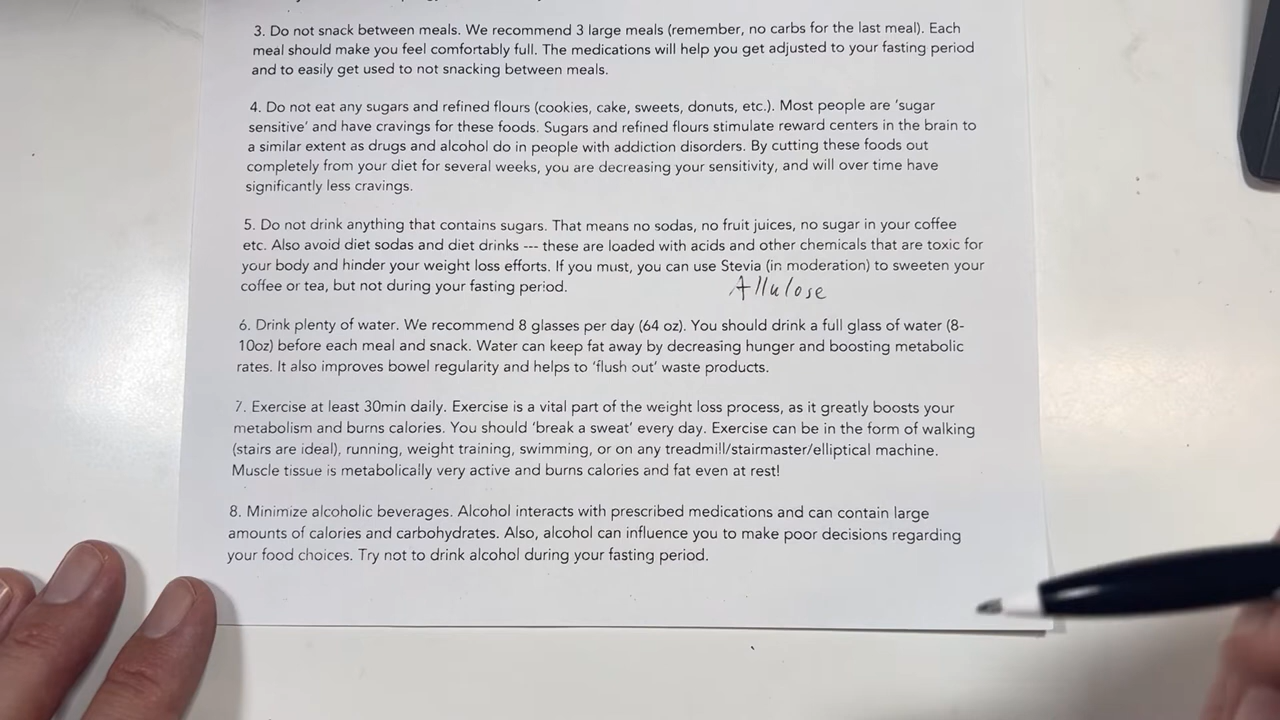 3. Do not snack between meals. We recommend 3 large meals (remember, no carbs for the last meal). Each
meal should make you feel comfortably full. The medications will help you get adjusted to your fasting period
and to easily get used to not snacking between meals.
4. Do not eat any sugars and refined flours (cookies, cake, sweets, donuts, etc.). Most people are ‘sugar
sensitive’ and have cravings for these foods. Sugars and refined flours stimulate reward centers in the brain to
a similar extent as drugs and alcohol do in people with addiction disorders. By cutting these foods out
completely from your diet for several weeks, you are decreasing your sensitivity, and will over time have
significantly less cravings.
5. Do not drink anything that contains sugars. That means no sodas, no fruit juices, no sugar in your coffee
etc. Also avoid diet sodas and diet drinks --- these are loaded with acids and other chemicals that are toxic for
your body and hinder your weight loss efforts. If you must, you can use Stevia (in moderation) to sweeten your
coffee or tea, but not during your fasting period.
Allulose
6. Drink plenty of water. We recommend 8 glasses per day (64 oz). You should drink a full glass of water (8-
10oz) before each meal and snack. Water can keep fat away by decreasing hunger and boosting metabolic
rates. It also improves bowel regularity and helps to ‘flush out’ waste products.
7. Exercise at least 30min daily. Exercise is a vital part of the weight loss process, as it greatly boosts your
metabolism and burns calories. You should ‘break a sweat’ every day. Exercise can be in the form of walking
(stairs are ideal), running, weight training, swimming, or on any treadmill/stairmaster/elliptical machine.
Muscle tissue is metabolically very active and burns calories and fat even at rest!
8. Minimize alcoholic beverages. Alcohol interacts with prescribed medications and can contain large
amounts of calories and carbohydrates. Also, alcohol can influence you to make poor decisions regarding
your food choices. Try not to drink alcohol during your fasting period.